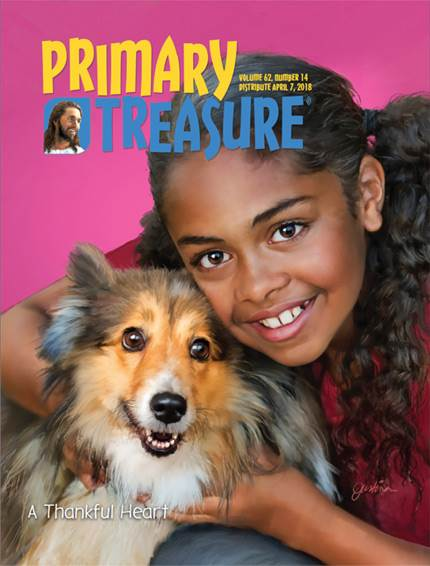 PRIMARY
VOLUME 62, NUMBER 14
DISTRIBUTE APRIL 7, 2018
TREASURE®
A Thankful Heart